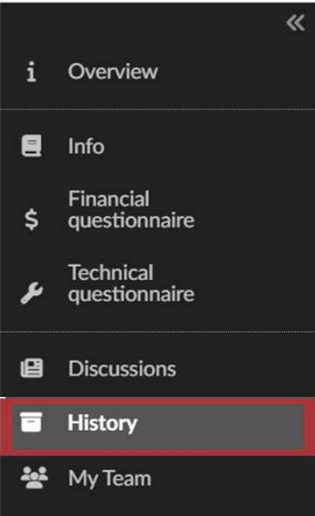 Overview
Info
Financial
questionnaire
Technical
questionnaire
Discussions
History
My Team